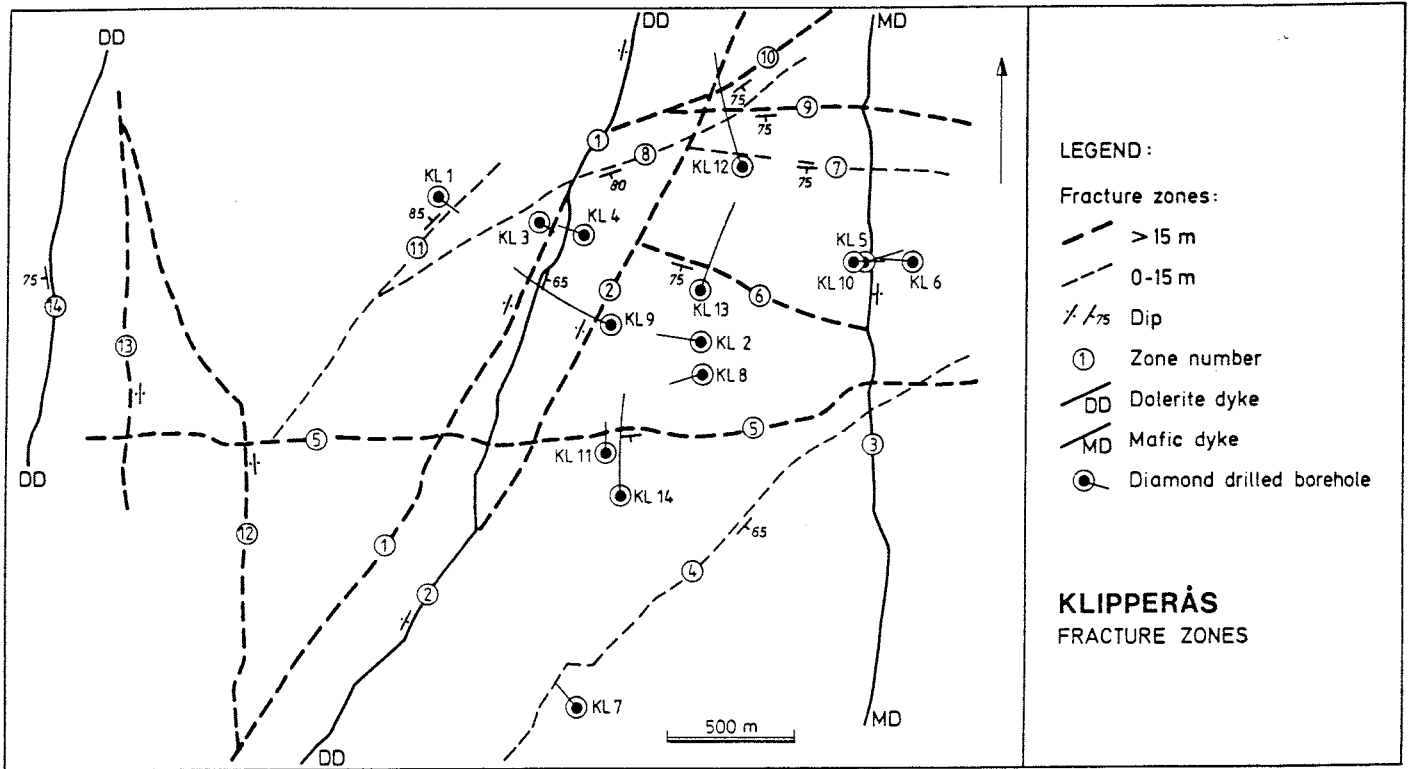 DD
DD
MD
DD
10
75
9
75
1
8
80
KL 12
7
75
KL 1
85
11
KL 3
KL 4
KL 5
KL 10
KL 6
75
14
65
2
75
KL 13
6
13
KL 9
KL 2
KL 8
5
5
3
KL 11
KL 14
12
1
65
4
2
KL 7
500 m
DD
MD
DD
LEGEND:
Fracture zones:
> 15 m
0-15 m
75 Dip
1 Zone number
DD Dolerite dyke
MD Mafic dyke
Diamond drilled borehole
KLIPPERÅS
FRACTURE ZONES